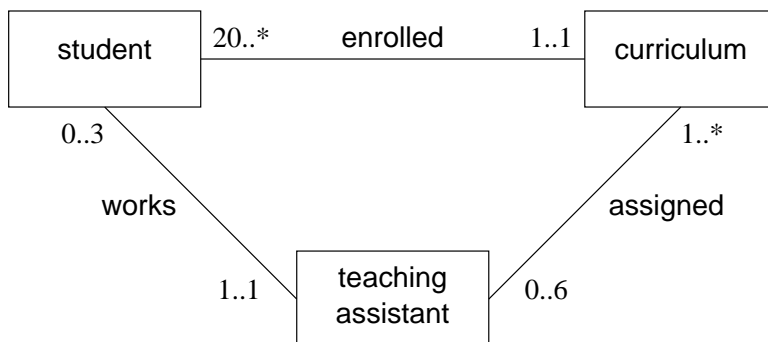 student
20..*
enrolled
1..1
curriculum
0..3
1..*
works
assigned
1..1
teaching
assistant
0..6